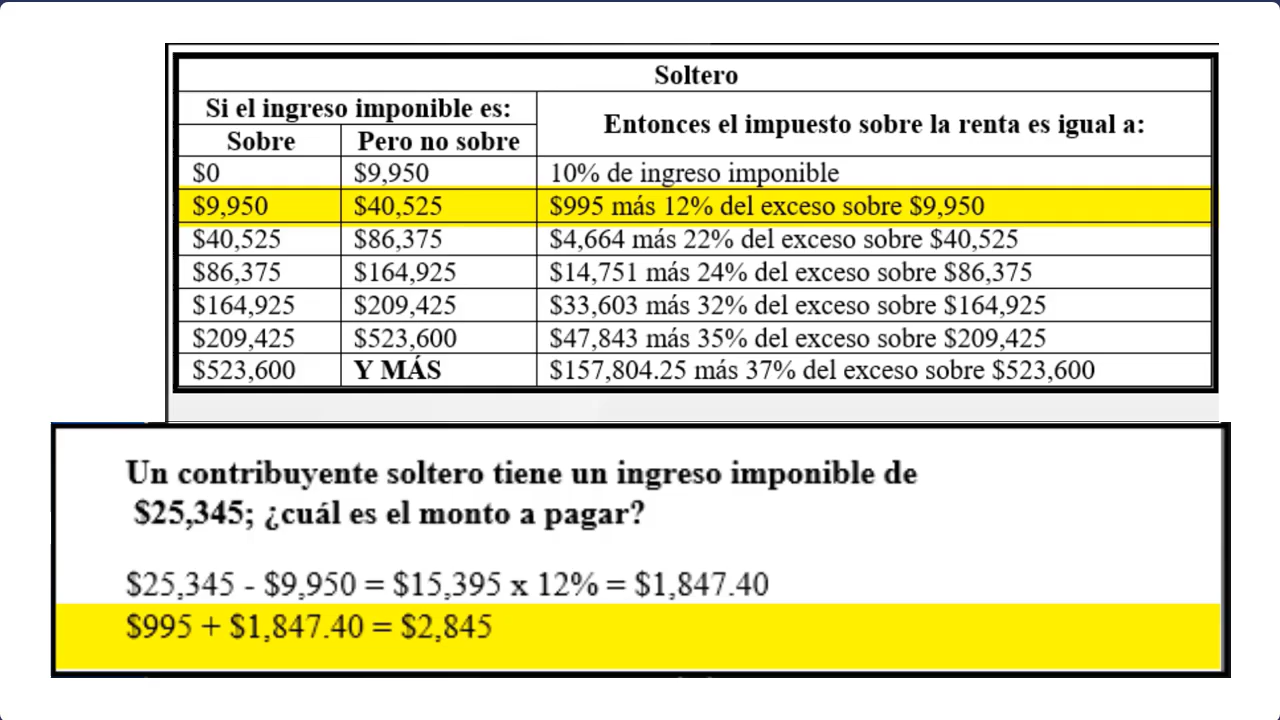 Soltero
Si el ingreso imponible es:
Entonces el impuesto sobre la renta es igual a:
Sobre Pero no sobre
$0 $9,950 10% de ingreso imponible
$9,950 $40,525 $995 más 12% del exceso sobre $9,950
$40,525 $86,375 $4,664 más 22% del exceso sobre $40,525
$86,375 $164,925 $14,751 más 24% del exceso sobre $86,375
$164,925 $209,425 $33,603 más 32% del exceso sobre $164,925
$209,425 $523,600 $47,843 más 35% del exceso sobre $209,425
$523,600 Y MÁS $157,804.25 más 37% del exceso sobre $523,600
Un contribuyente soltero tiene un ingreso imponible de
$25,345; ¿cuál es el monto a pagar?
$25,345 - $9,950 = $15,395 x 12% = $1,847.40
$995 + $1,847.40 = $2,845